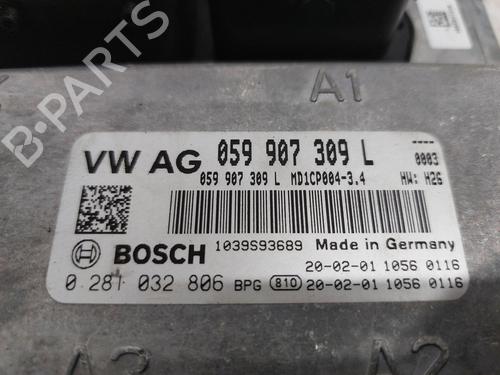 A1
VW AG 059 907 309 L 0003
059 907 309 L MD1CP004-3.4 HW: H26
BOSCH 1039S93689 Made in Germany
0 281 032 806 BPG 810 20-02-01 1056 0116
20-02-01 1056 0116
A3 A2
B-PARTS